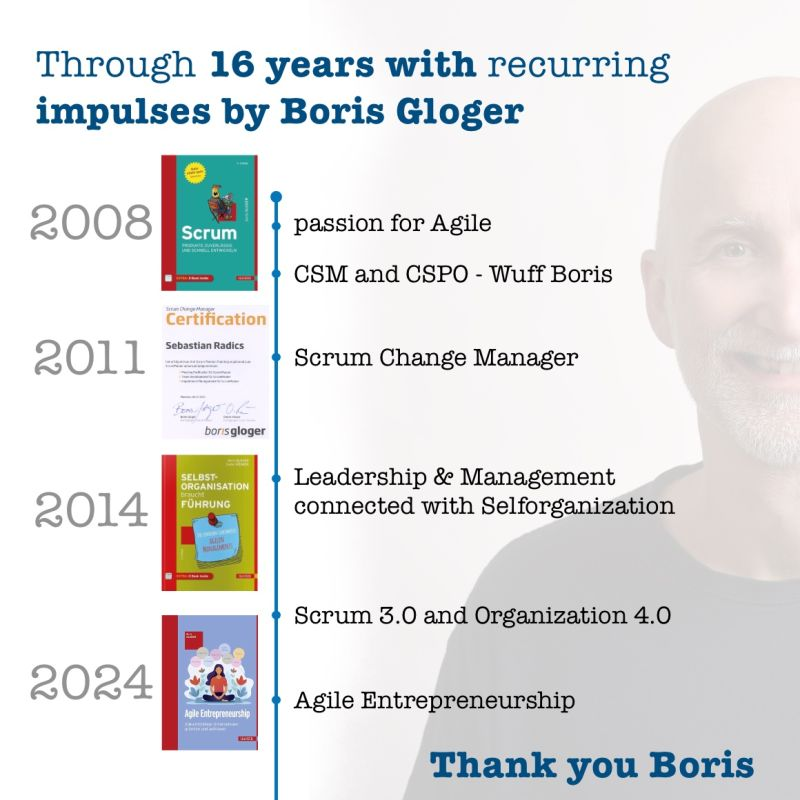 Through 16 years with recurring
impulses by Boris Gloger
2008
Scrum
PRODUKTE ZUVERLÄSSIG
UND SCHNELL ENTWICKELN
passion for Agile
CSM and CSPO - Wuff Boris
2011
Scrum Change Manager
Certification
Sebastian Radics
borisgloger
Scrum Change Manager
2014
SELBST-
ORGANISATION
braucht
FÜHRUNG
Leadership & Management
connected with Selforganization
Scrum 3.0 and Organization 4.0
2024
Agile Entrepreneurship
Agile Entrepreneurship
Thank you Boris